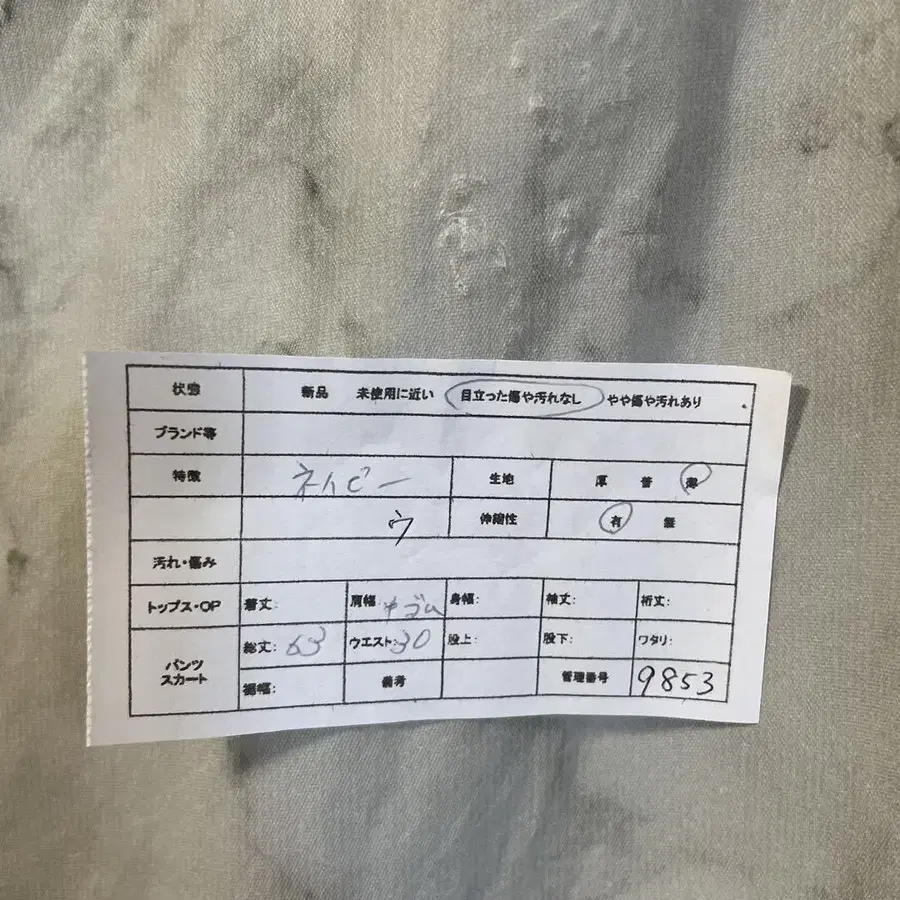 状態 新品 未使用に近い 目立った傷や汚れなし やや傷や汚れあり
ブランド等
特徴 ネイビー 生地 厚 普 薄
ウ 伸縮性 有 無
汚れ・傷み
トップス・OP 着丈: 肩幅: ゴム 身幅: 袖丈: 裄丈:
パンツ スカート 総丈: 63 ウエスト: 30 股上: 股下: ワタリ:
裾幅: 備考 管理番号 9853